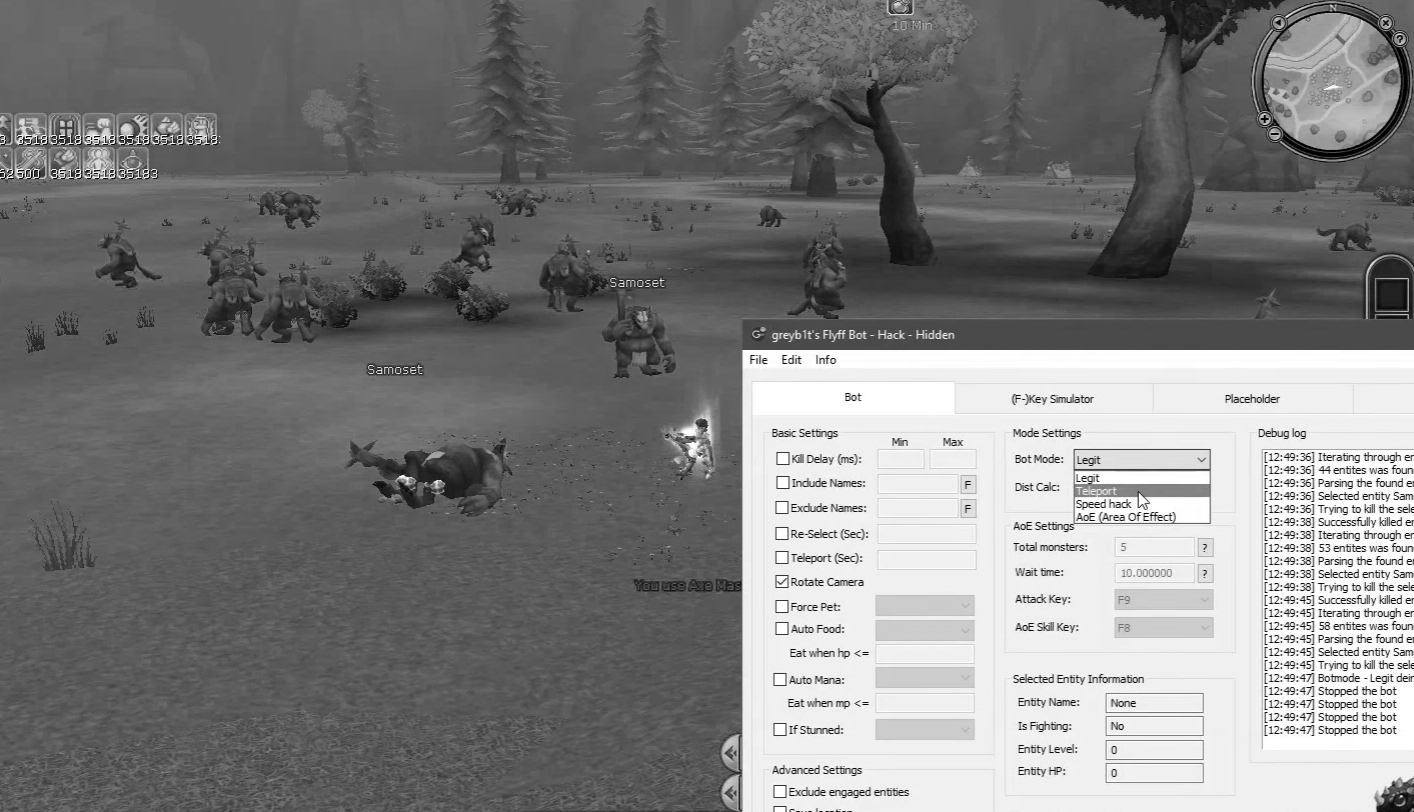 10 Min
N
3518351835183518351835183518
62500 3518351835183
Samoset
Samoset
You use Axe Mas
greyb1t's Flyff Bot - Hack - Hidden
File Edit Info
Bot (F-)Key Simulator Placeholder
Basic Settings
Min Max
Kill Delay (ms):
Include Names: F
Exclude Names: F
Re-Select (Sec):
Teleport (Sec):
Rotate Camera
Force Pet:
Auto Food:
Eat when hp <=
Auto Mana:
Eat when mp <=
If Stunned:
Advanced Settings
Exclude engaged entities
Save location
Mode Settings
Bot Mode: Legit
Legit
Teleport
Speed hack
AoE (Area Of Effect)
Dist Calc:
AoE Settings
Total monsters: 5 ?
Wait time: 10.000000 ?
Attack Key: F9
AoE Skill Key: F8
Selected Entity Information
Entity Name: None
Is Fighting: No
Entity Level: 0
Entity HP: 0
Debug log
[12:49:36] Iterating through en
[12:49:36] 44 entites was found
[12:49:36] Parsing the found e
[12:49:36] Selected entity Sam
[12:49:36] Trying to kill the sele
[12:49:38] Successfully killed er
[12:49:38] Iterating through en
[12:49:38] 53 entites was found
[12:49:38] Parsing the found e
[12:49:38] Selected entity Sam
[12:49:38] Trying to kill the sele
[12:49:45] Successfully killed er
[12:49:45] Iterating through en
[12:49:45] 58 entites was found
[12:49:45] Parsing the found e
[12:49:45] Selected entity Sam
[12:49:45] Trying to kill the sele
[12:49:47] Botmode - Legit dein
[12:49:47] Stopped the bot
[12:49:47] Stopped the bot
[12:49:47] Stopped the bot
[12:49:47] Stopped the bot